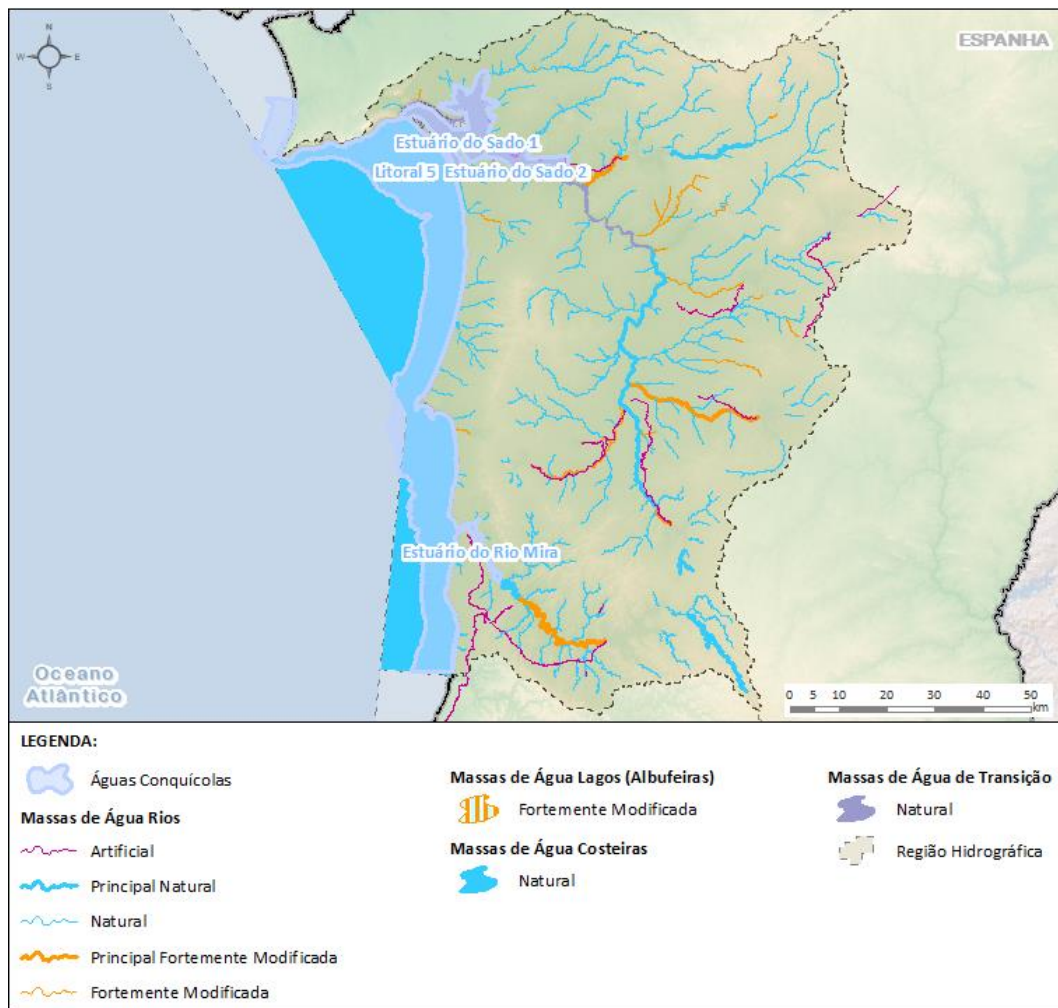 N
W E
S
ESPANHA
Estuário do Sado 1
Litoral 5 Estuário do Sado 2
Estuário do Rio Mira
Oceano
Atlântico
0 5 10 20 30 40 50
km
LEGENDA:
Águas Conquícolas
Massas de Água Rios
Artificial
Principal Natural
Natural
Principal Fortemente Modificada
Fortemente Modificada
Massas de Água Lagos (Albufeiras)
Fortemente Modificada
Massas de Água Costeiras
Natural
Massas de Água de Transição
Natural
Região Hidrográfica